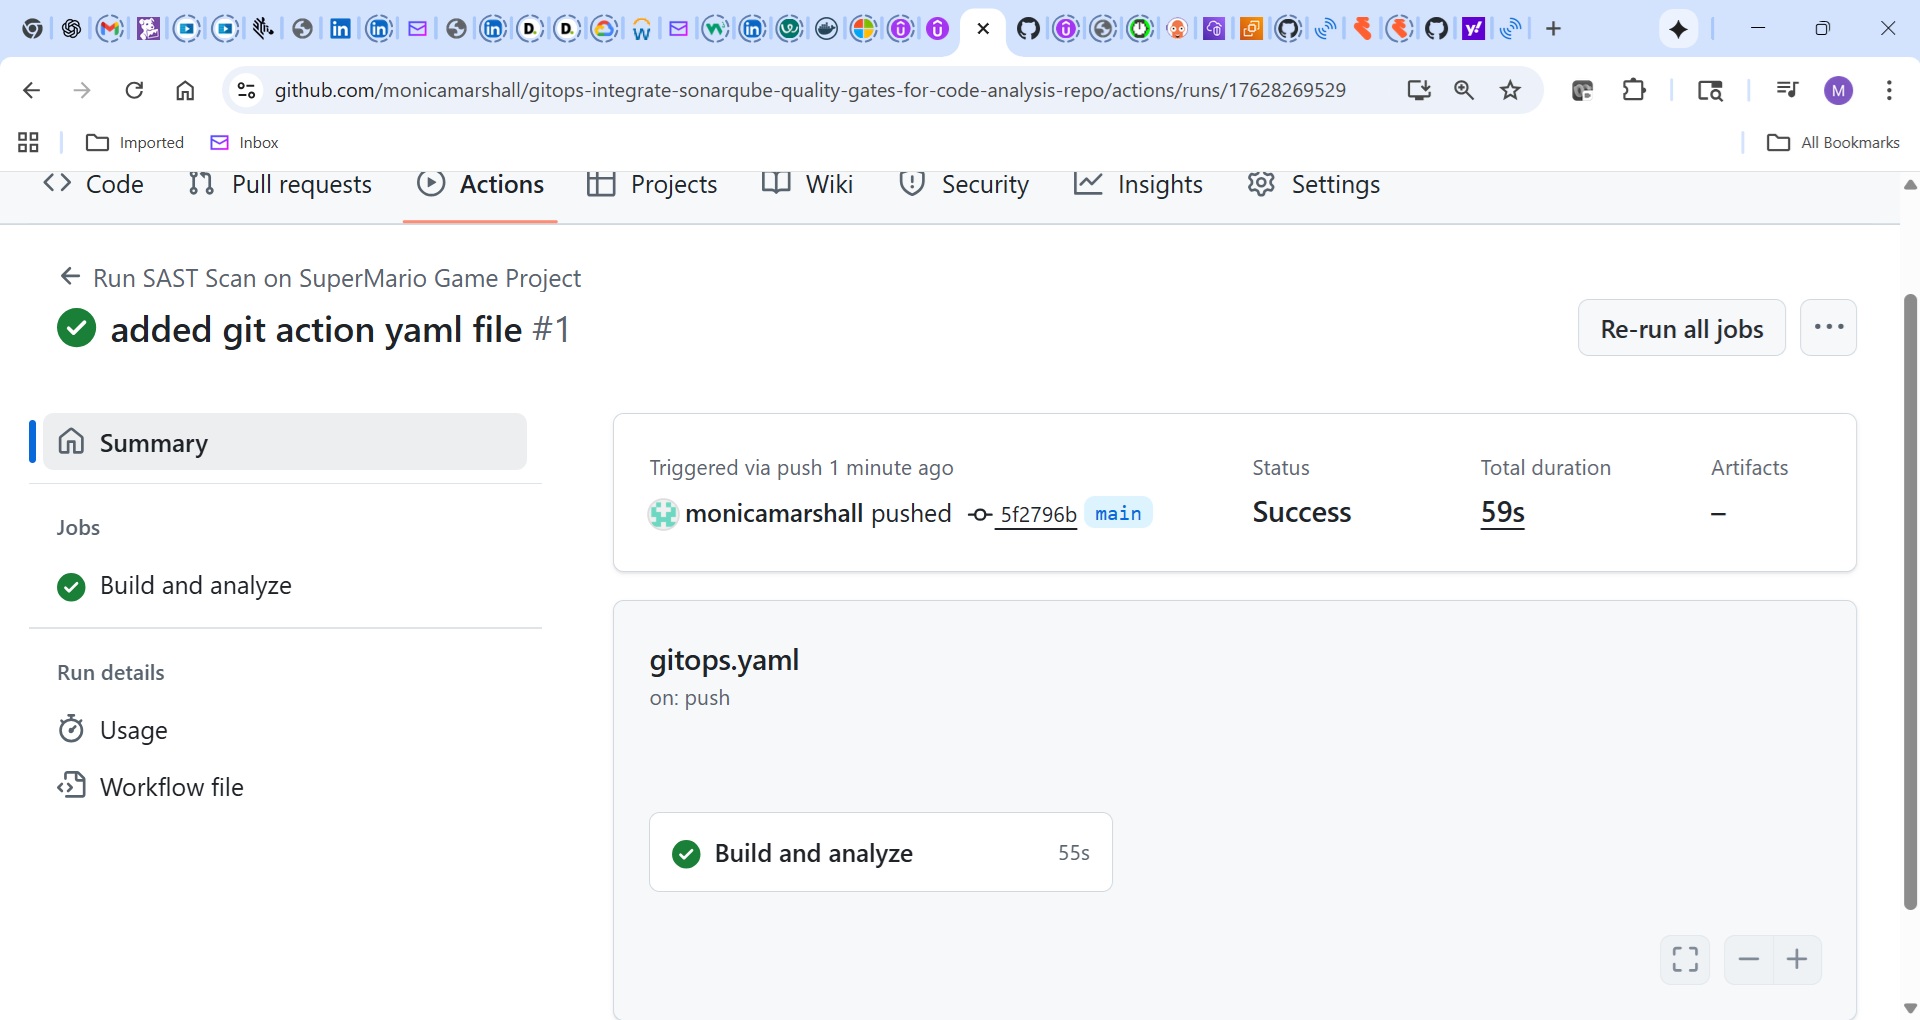 github.com/monicamarshall/gitops-integrate-sonarqube-quality-gates-for-code-analysis-repo/actions/runs/17628269529
M
Imported
Inbox
All Bookmarks
Code
Pull requests
Actions
Projects
Wiki
Security
Insights
Settings
Run SAST Scan on SuperMario Game Project
added git action yaml file #1
Re-run all jobs
Summary
Jobs
Build and analyze
Run details
Usage
Workflow file
Triggered via push 1 minute ago
monicamarshall pushed 5f2796b main
Status
Success
Total duration
59s
Artifacts
–
gitops.yaml
on: push
Build and analyze 55s